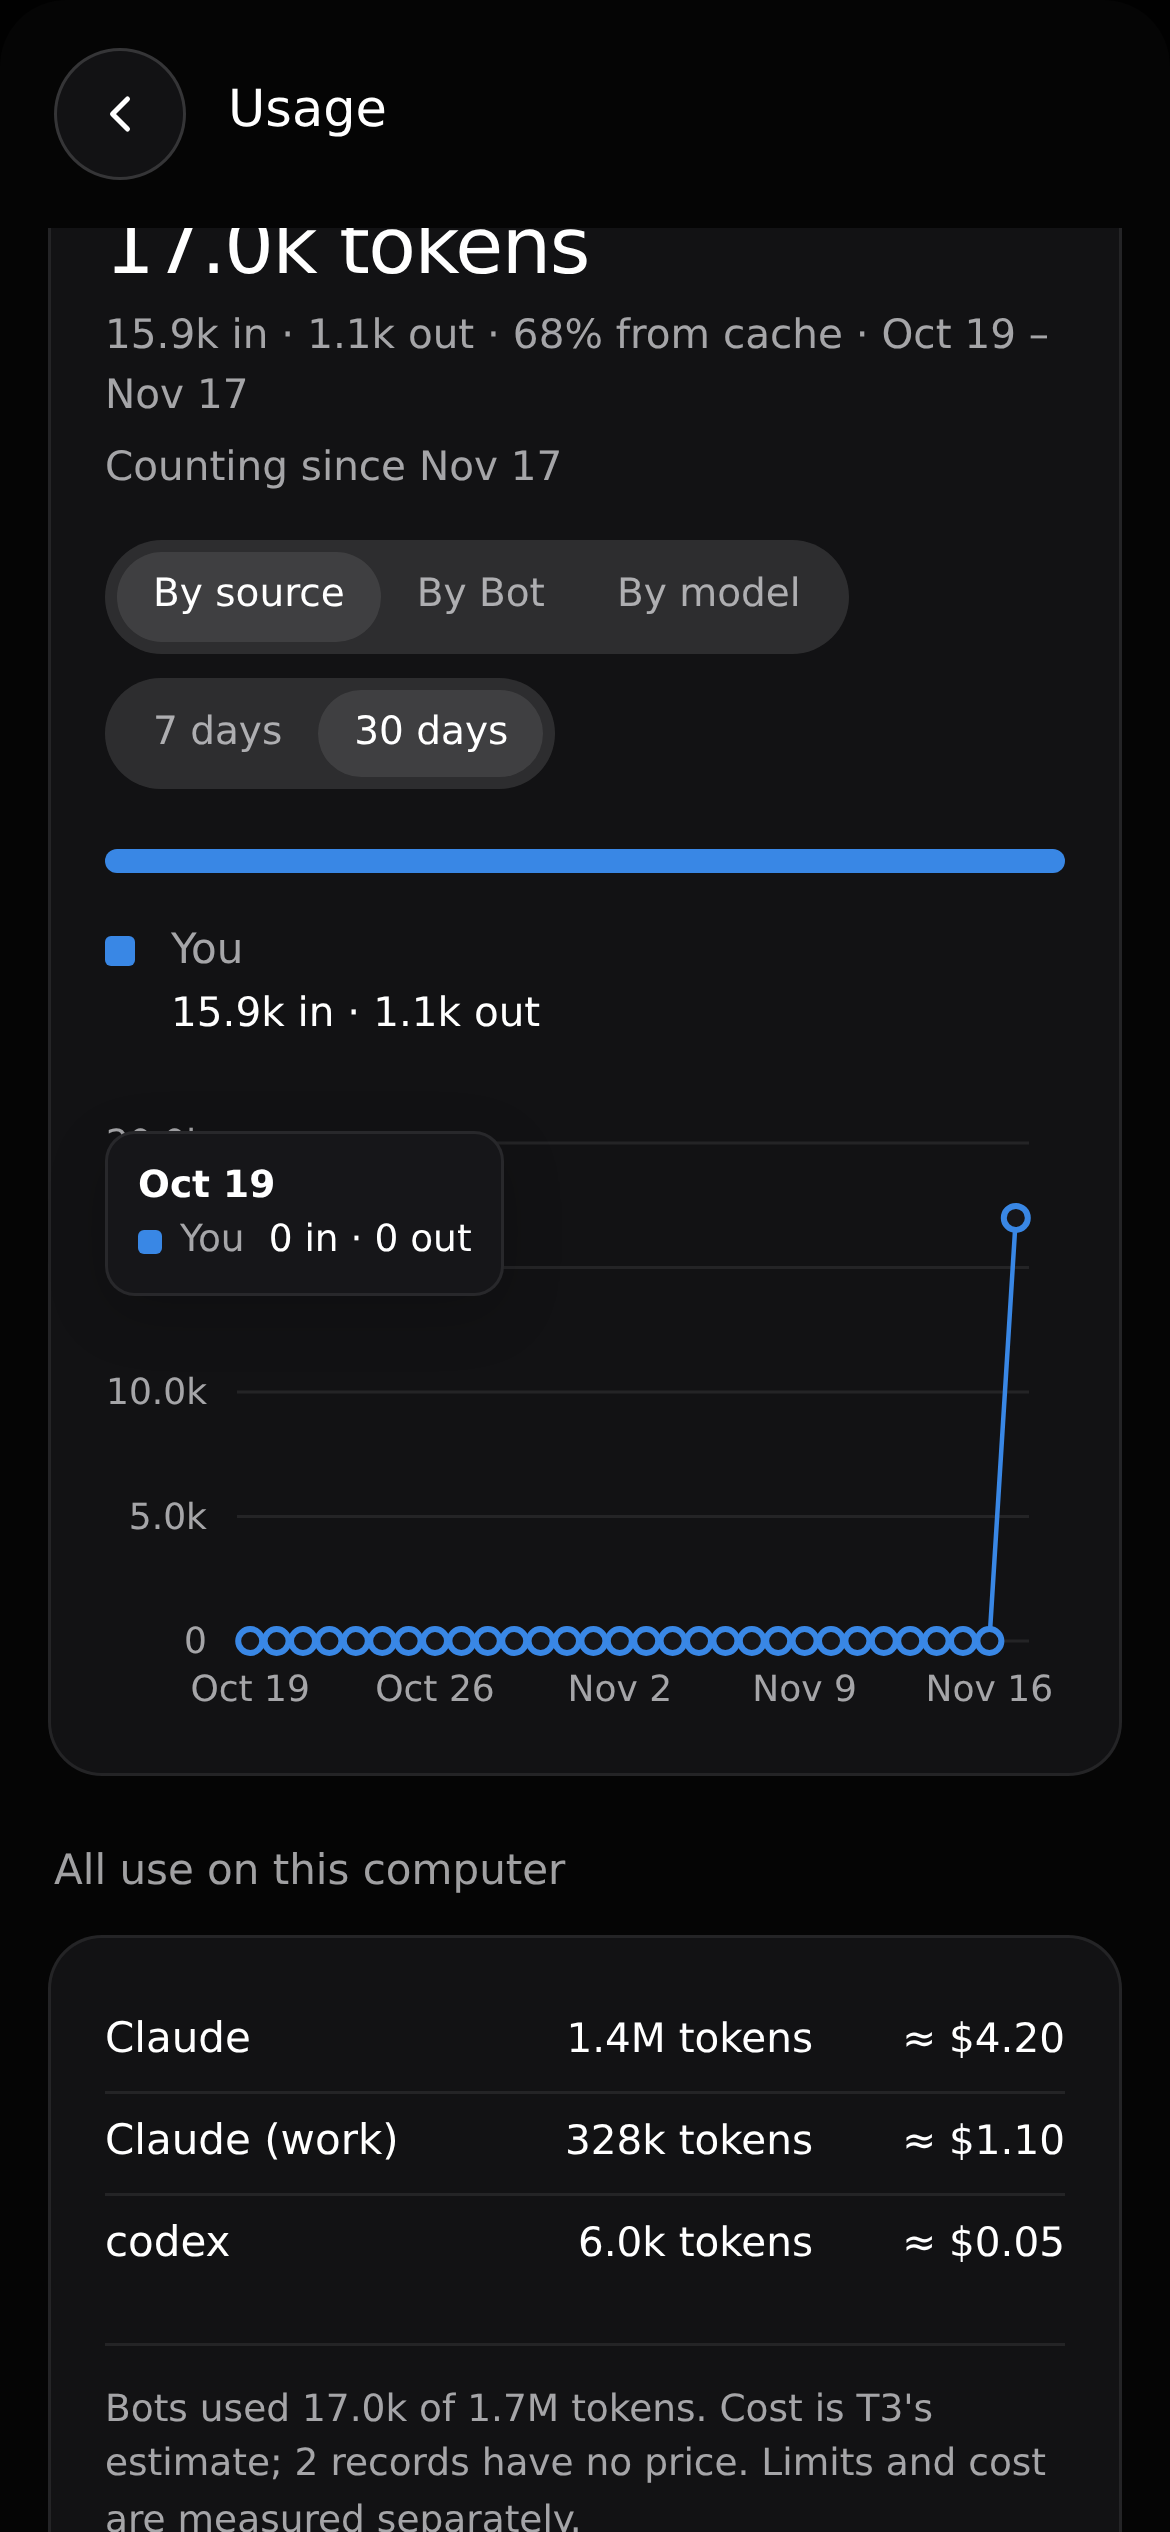 Usage
17.0k tokens
15.9k in · 1.1k out · 68% from cache · Oct 19 –
Nov 17
Counting since Nov 17
By source By Bot By model
7 days 30 days
You
15.9k in · 1.1k out
Oct 19
You 0 in · 0 out
10.0k
5.0k
0
Oct 19 Oct 26 Nov 2 Nov 9 Nov 16
All use on this computer
Claude 1.4M tokens ≈ $4.20
Claude (work) 328k tokens ≈ $1.10
codex 6.0k tokens ≈ $0.05
Bots used 17.0k of 1.7M tokens. Cost is T3's
estimate; 2 records have no price. Limits and cost
are measured separately.